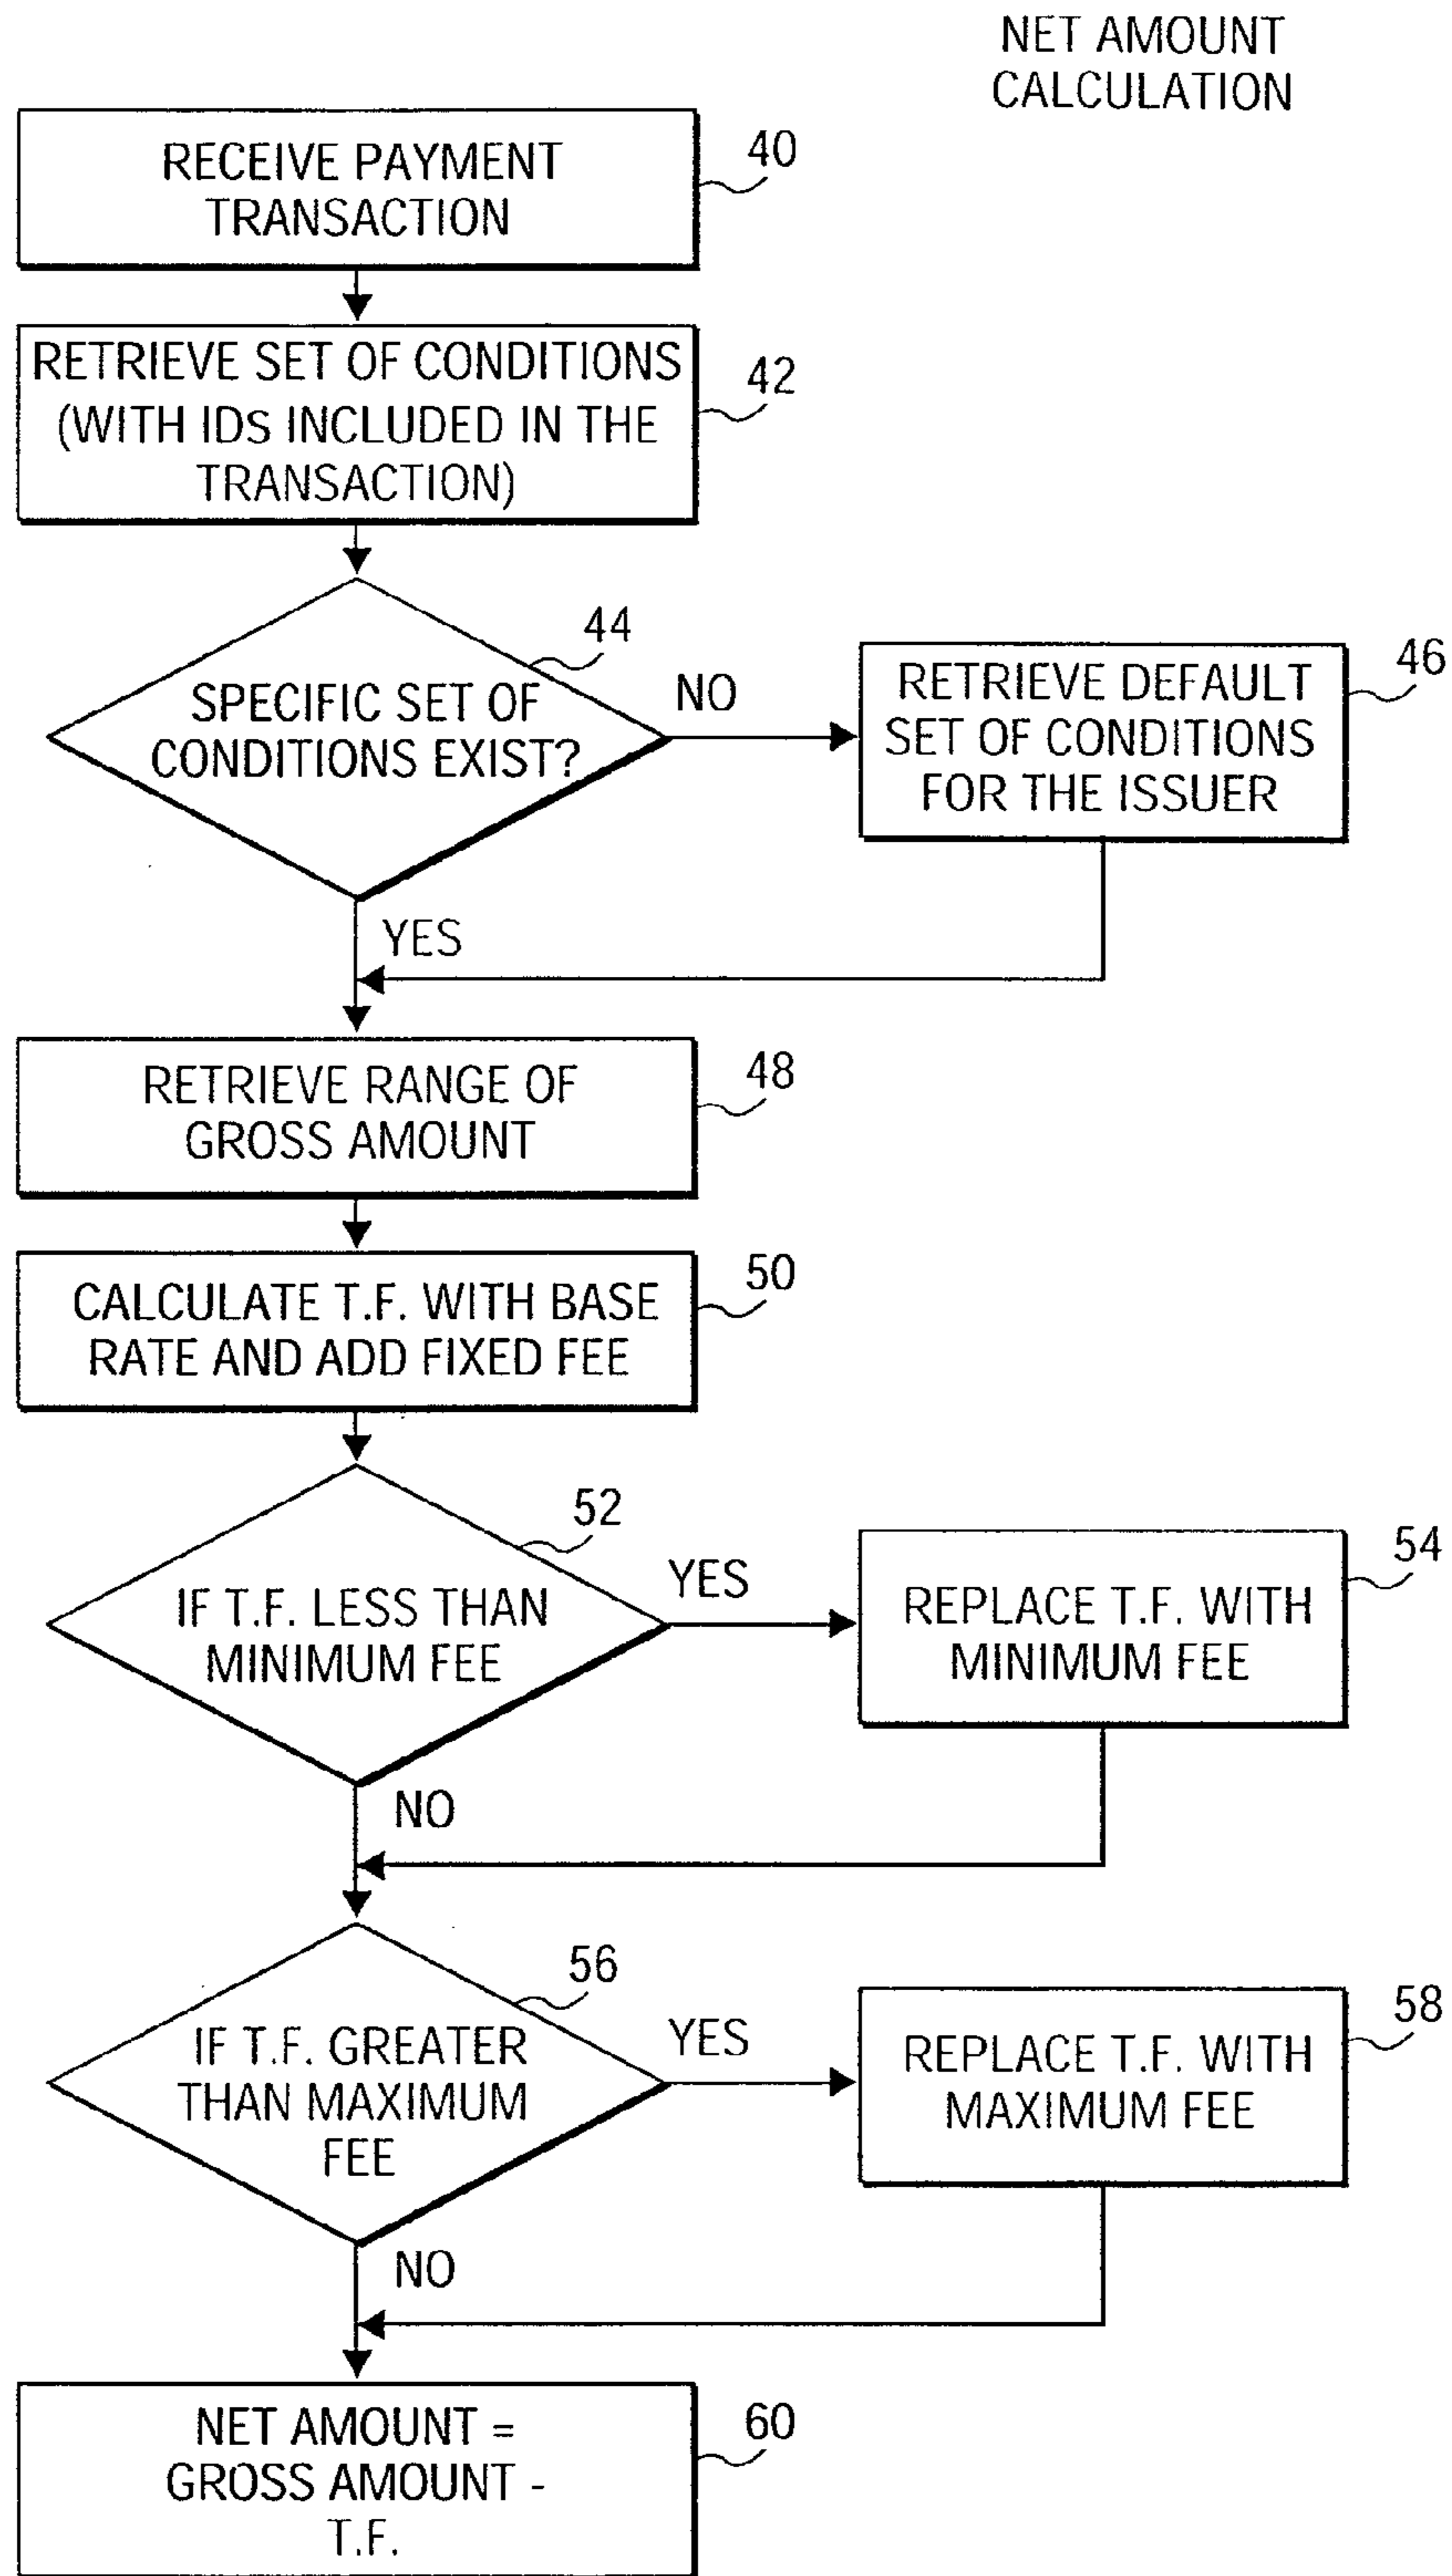 NET AMOUNT
CALCULATION
RECEIVE PAYMENT
TRANSACTION
40
RETRIEVE SET OF CONDITIONS
(WITH IDs INCLUDED IN THE
TRANSACTION)
42
44
SPECIFIC SET OF
CONDITIONS EXIST?
NO
RETRIEVE DEFAULT
SET OF CONDITIONS
FOR THE ISSUER
46
YES
RETRIEVE RANGE OF
GROSS AMOUNT
48
CALCULATE T.F. WITH BASE
RATE AND ADD FIXED FEE
50
52
IF T.F. LESS THAN
MINIMUM FEE
YES
REPLACE T.F. WITH
MINIMUM FEE
54
NO
56
IF T.F. GREATER
THAN MAXIMUM
FEE
YES
REPLACE T.F. WITH
MAXIMUM FEE
58
NO
NET AMOUNT =
GROSS AMOUNT -
T.F.
60